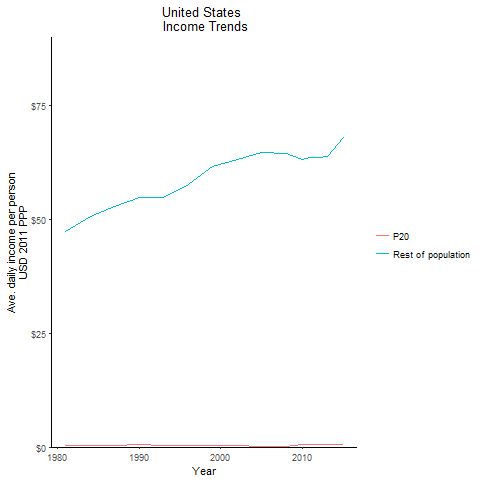 United States
Income Trends
Ave. daily income per person
USD 2011 PPP
$75
$50
$25
$0
1980
1990
2000
2010
Year
P20
Rest of population